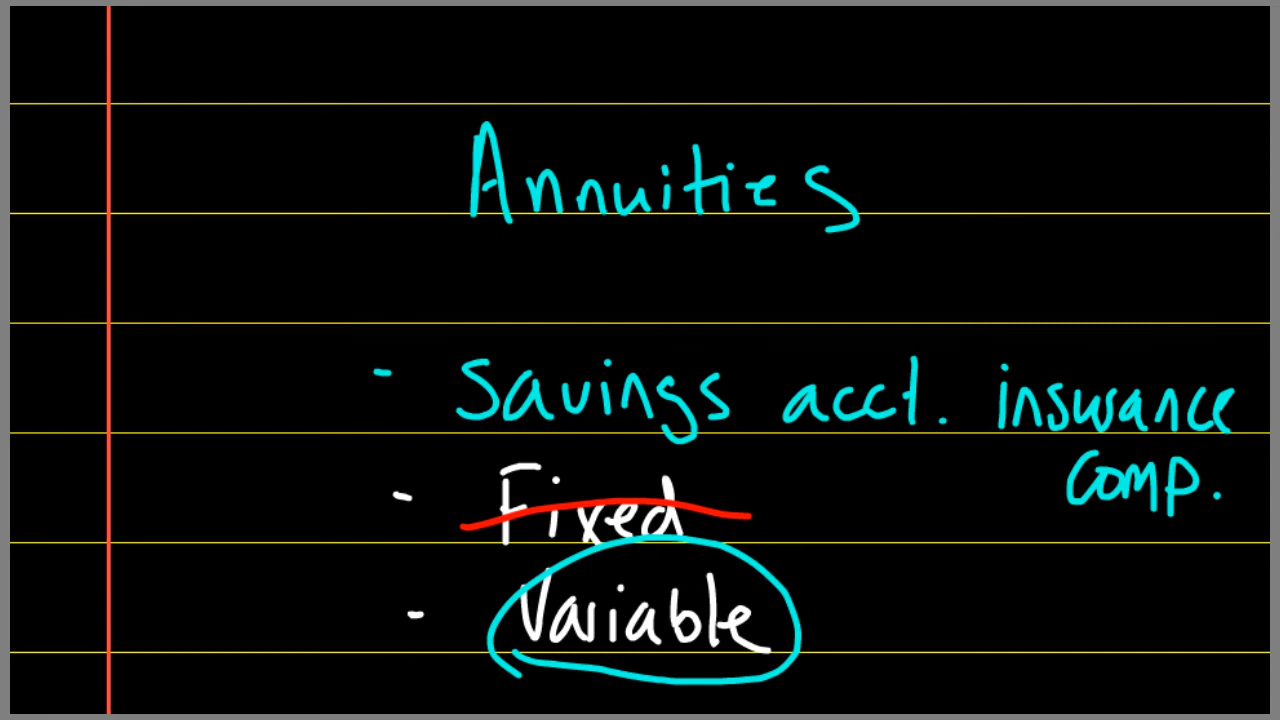 Annuities
- Savings acct. insurance
comp.
- Fixed
- Variable